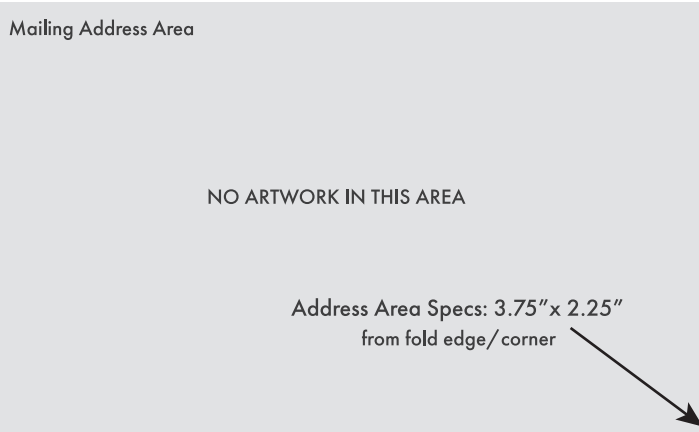 Mailing Address Area
NO ARTWORK IN THIS AREA
Address Area Specs: 3.75”x 2.25”
from fold edge/corner